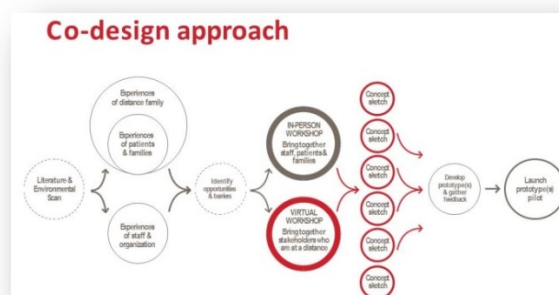 Co-design approach
Literature &
Environmental
Scan
Experiences
of distance family
Experiences
of patients
& families
Experiences
of staff &
organization
Identify
opportunities
& barriers
IN-PERSON
WORKSHOP
Bring together
staff, patients &
families
VIRTUAL
WORKSHOP
Bring together
stakeholders who
are at a distance
Concept
sketch
Concept
sketch
Concept
sketch
Concept
sketch
Concept
sketch
Concept
sketch
Develop
prototype(s)
& gather
feedback
Launch
prototype(s)
pilot